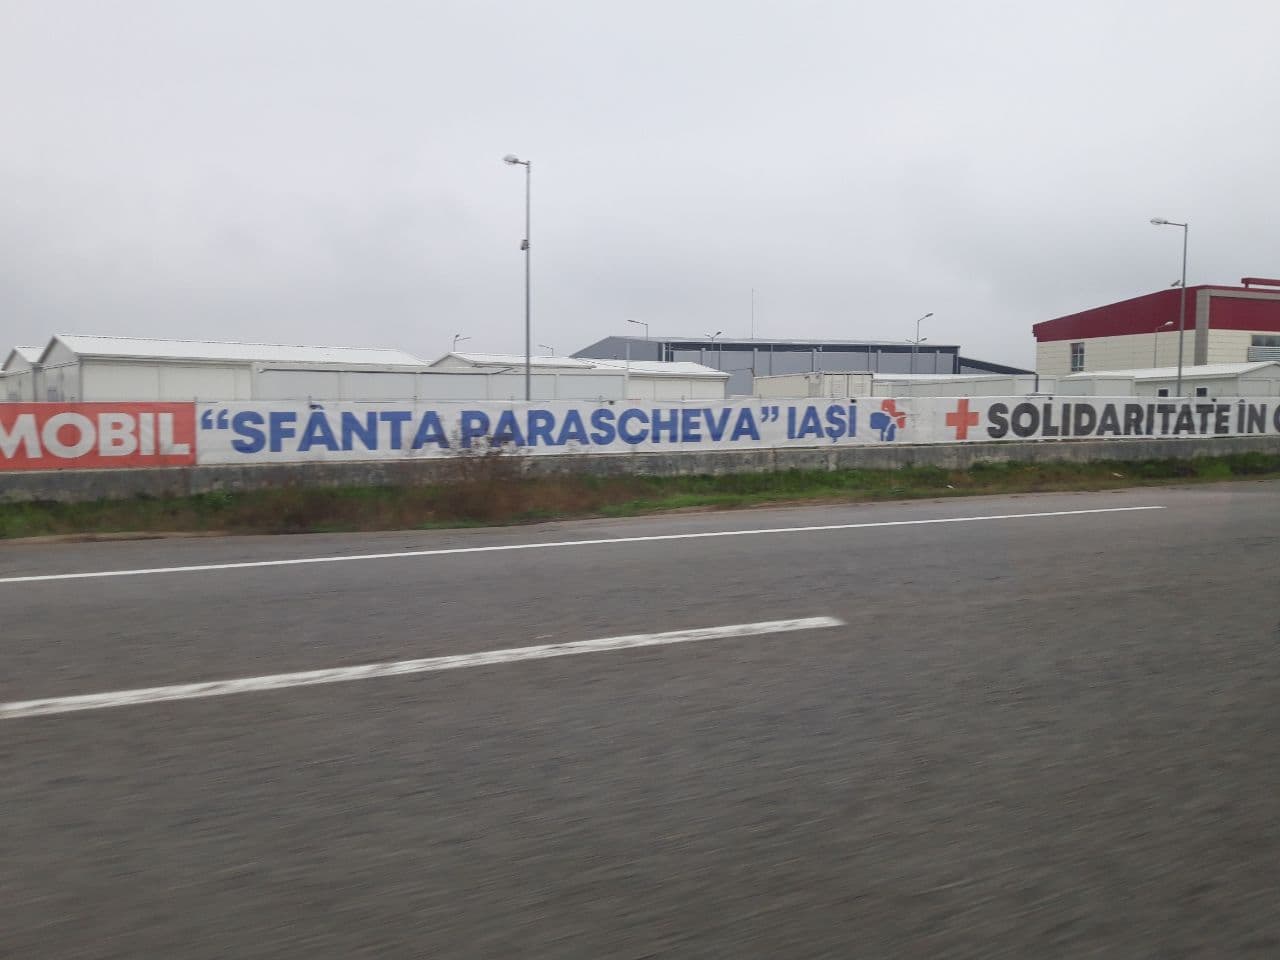 MOBIL “SFÂNTA PARASCHEVA” IAȘI SOLIDARITATE ÎN